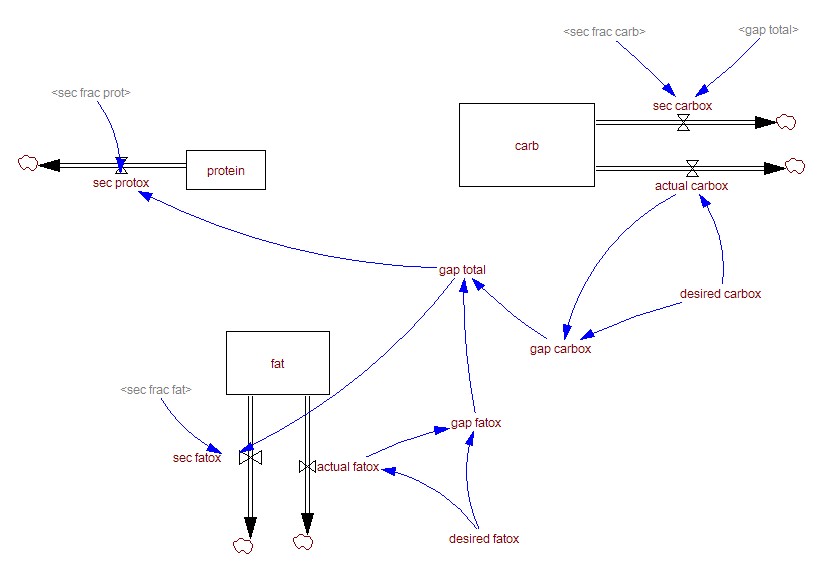 <sec frac carb>
<gap total>
<sec frac prot>
sec carbox
carb
protein
sec protox
actual carbox
gap total
desired carbox
gap carbox
fat
<sec frac fat>
gap fatox
sec fatox
actual fatox
desired fatox